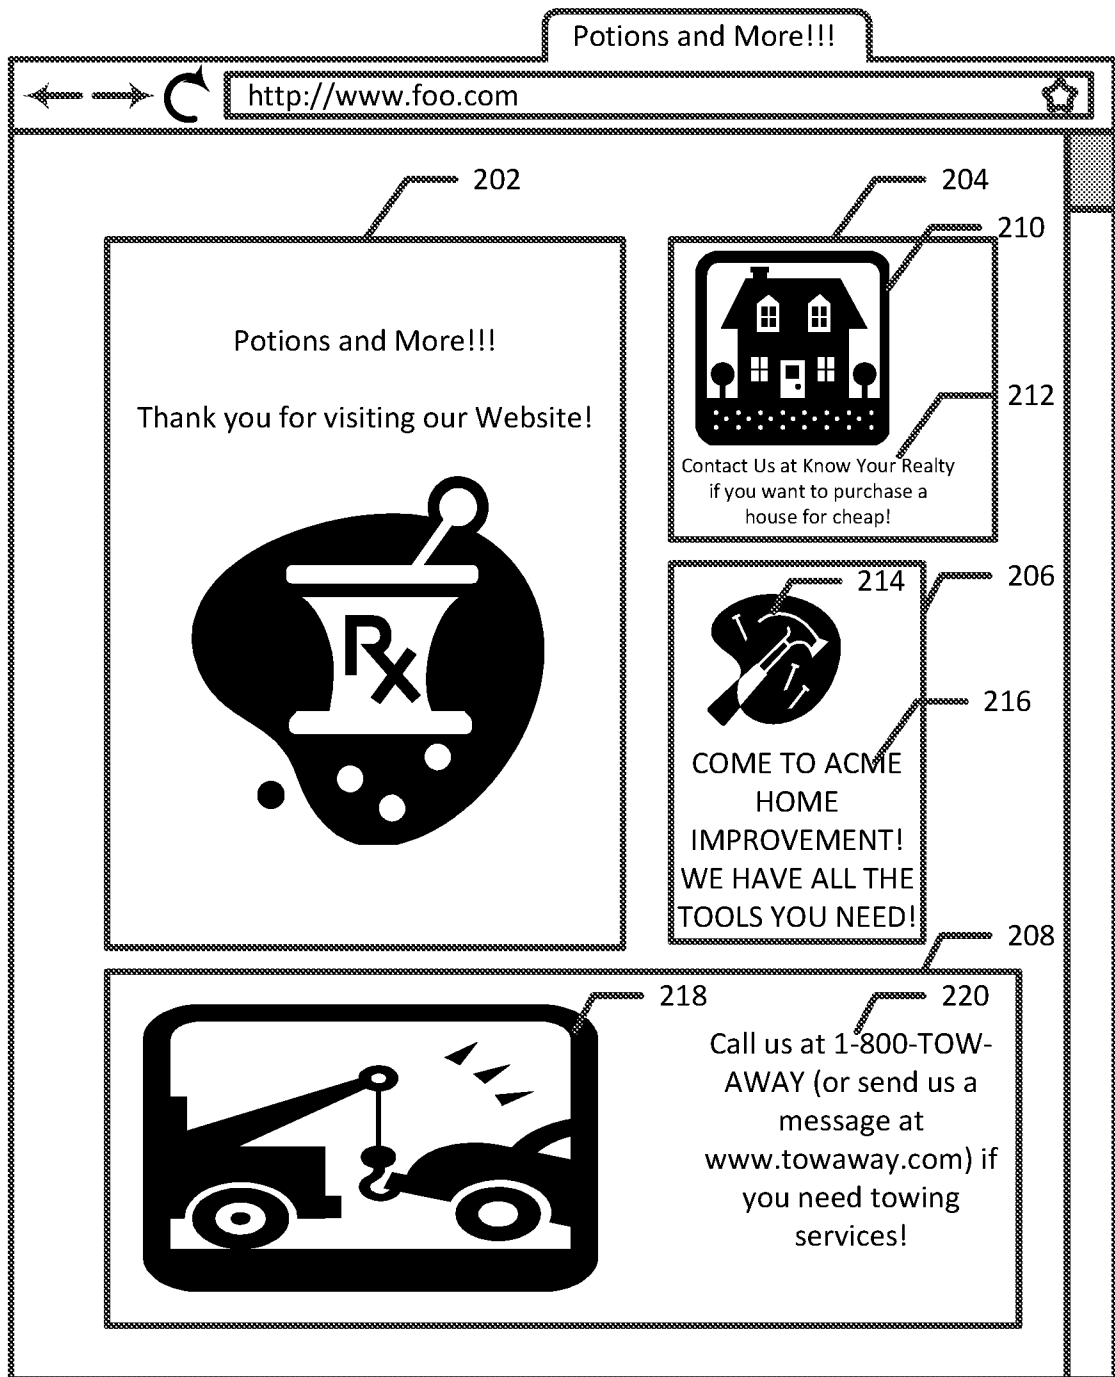 Potions and More!!!
http://www.foo.com
202
204
210
Potions and More!!!
Thank you for visiting our Website!
Rx
212
Contact Us at Know Your Realty
if you want to purchase a
house for cheap!
214
206
216
COME TO ACME
HOME
IMPROVEMENT!
WE HAVE ALL THE
TOOLS YOU NEED!
208
218
220
Call us at 1-800-TOW-
AWAY (or send us a
message at
www.towaway.com) if
you need towing
services!